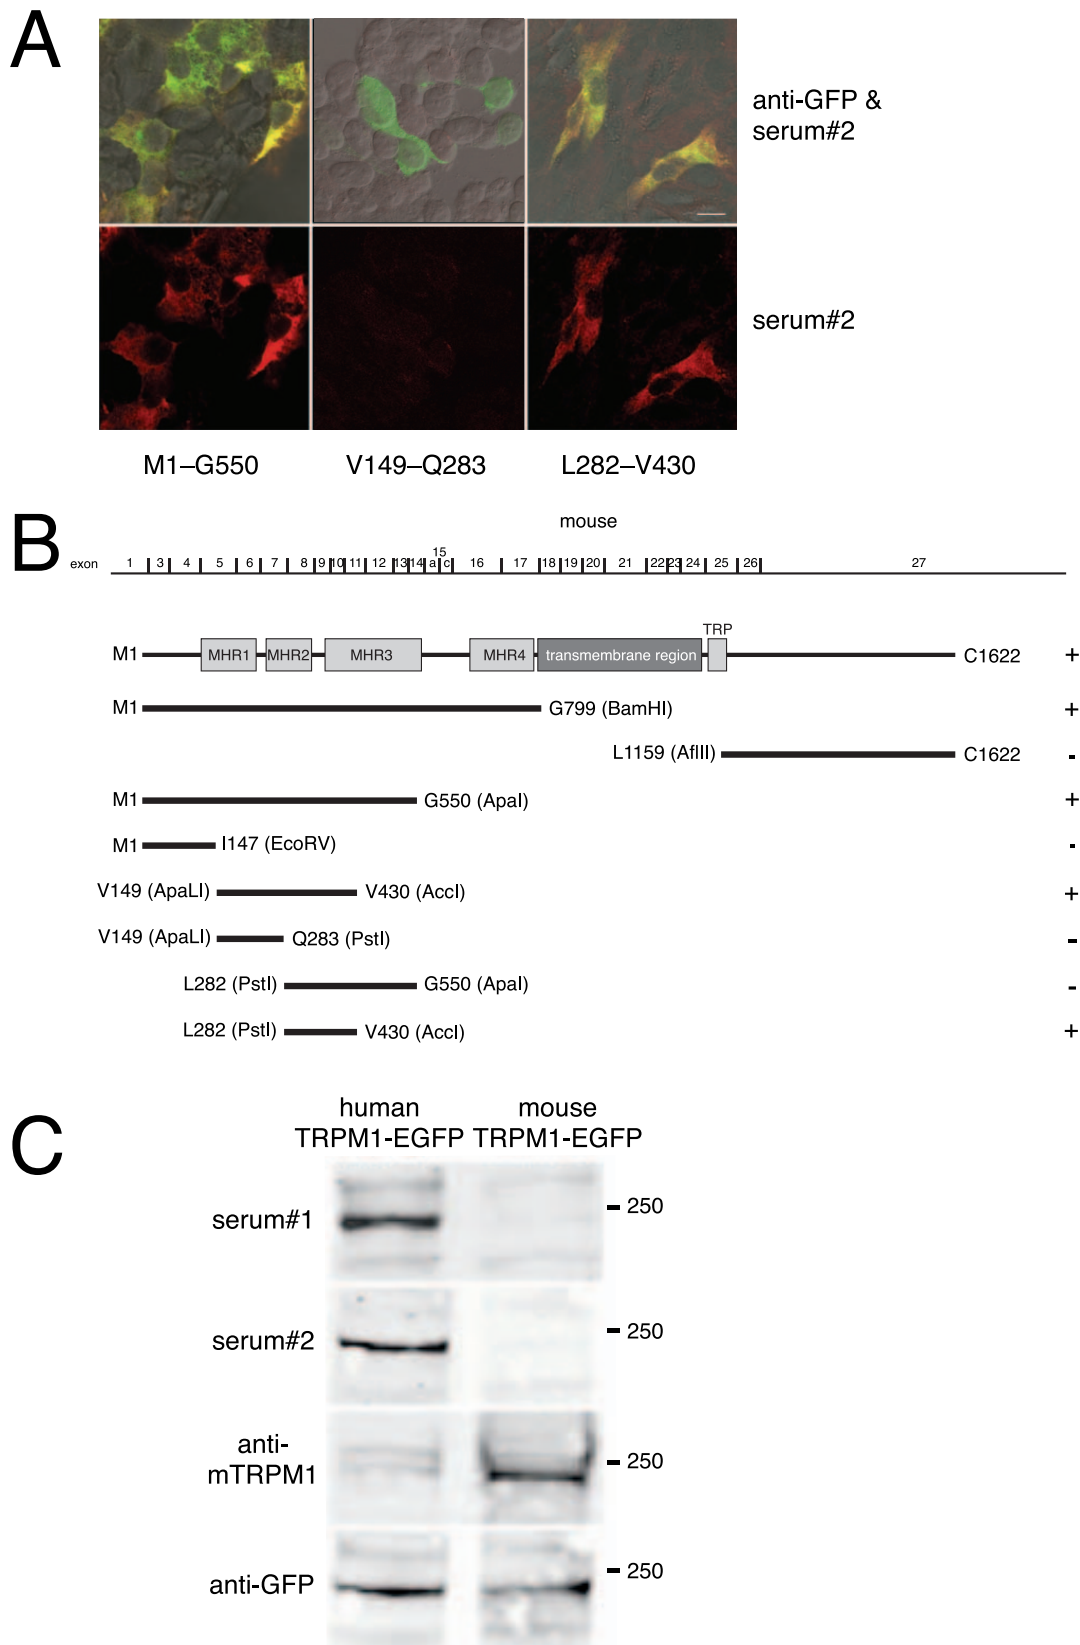 A
anti-GFP &
serum#2
serum#2
M1–G550 V149–Q283 L282–V430
B
mouse
exon 1 3 4 5 6 7 8 9 10 11 12 13 14 15 a c 16 17 18 19 20 21 22 23 24 25 26 27
TRP
M1 MHR1 MHR2 MHR3 MHR4 transmembrane region C1622 +
M1 G799 (BamHI) +
L1159 (AflII) C1622 -
M1 G550 (ApaI) +
M1 I147 (EcoRV) -
V149 (ApaLI) V430 (AccI) +
V149 (ApaLI) Q283 (PstI) -
L282 (PstI) G550 (ApaI) -
L282 (PstI) V430 (AccI) +
C
human mouse
TRPM1-EGFP TRPM1-EGFP
serum#1 - 250
serum#2 - 250
anti-
mTRPM1 - 250
anti-GFP - 250